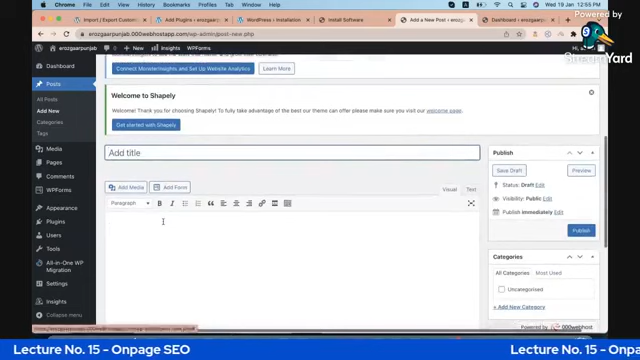 Chrome File Edit View History Bookmarks Profiles Tab Window Help
Wed 19 Jan 12:55 PM
Import / Export Custom
Add Plugins ‹ erozgaarp
WordPress › Installation
Install Software
Add a New Post ‹ erozga
Dashboard ‹ erozgaarpun
Powered by
StreamYard
erozgaarpunjab.000webhostapp.com/wp-admin/post-new.php
erozgaarpunjab
New
Insights
WPForms
Dashboard
Posts
All Posts
Add New
Categories
Tags
Media
Pages
Comments
WPForms
Appearance
Plugins
Users
Tools
All-in-One WP
Migration
Settings
Insights
Collapse menu
Connect MonsterInsights and Set Up Website Analytics
Learn More
Welcome to Shapely
Welcome! Thank you for choosing Shapely! To fully take advantage of the best our theme can offer please make sure you visit our welcome page.
Get started with Shapely
Add title
Add Media
Add Form
Visual
Text
Paragraph
B I
Publish
Save Draft
Preview
Status: Draft Edit
Visibility: Public Edit
Publish immediately Edit
Publish
Categories
All Categories
Most Used
Uncategorised
+ Add New Category
Powered by 000webhost
Lecture No. 15 - Onpage SEO
Lecture No. 15 - Onpage SE